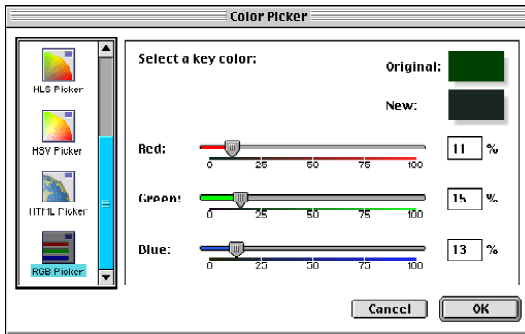 Color Picker
Select a key color:
Original:
New:
HLS Picker
HSV Picker
HTML Picker
RGB Picker
Red:
0 25 50 75 100
11 %
Green:
0 25 50 75 100
15 %
Blue:
0 25 50 75 100
13 %
Cancel
OK